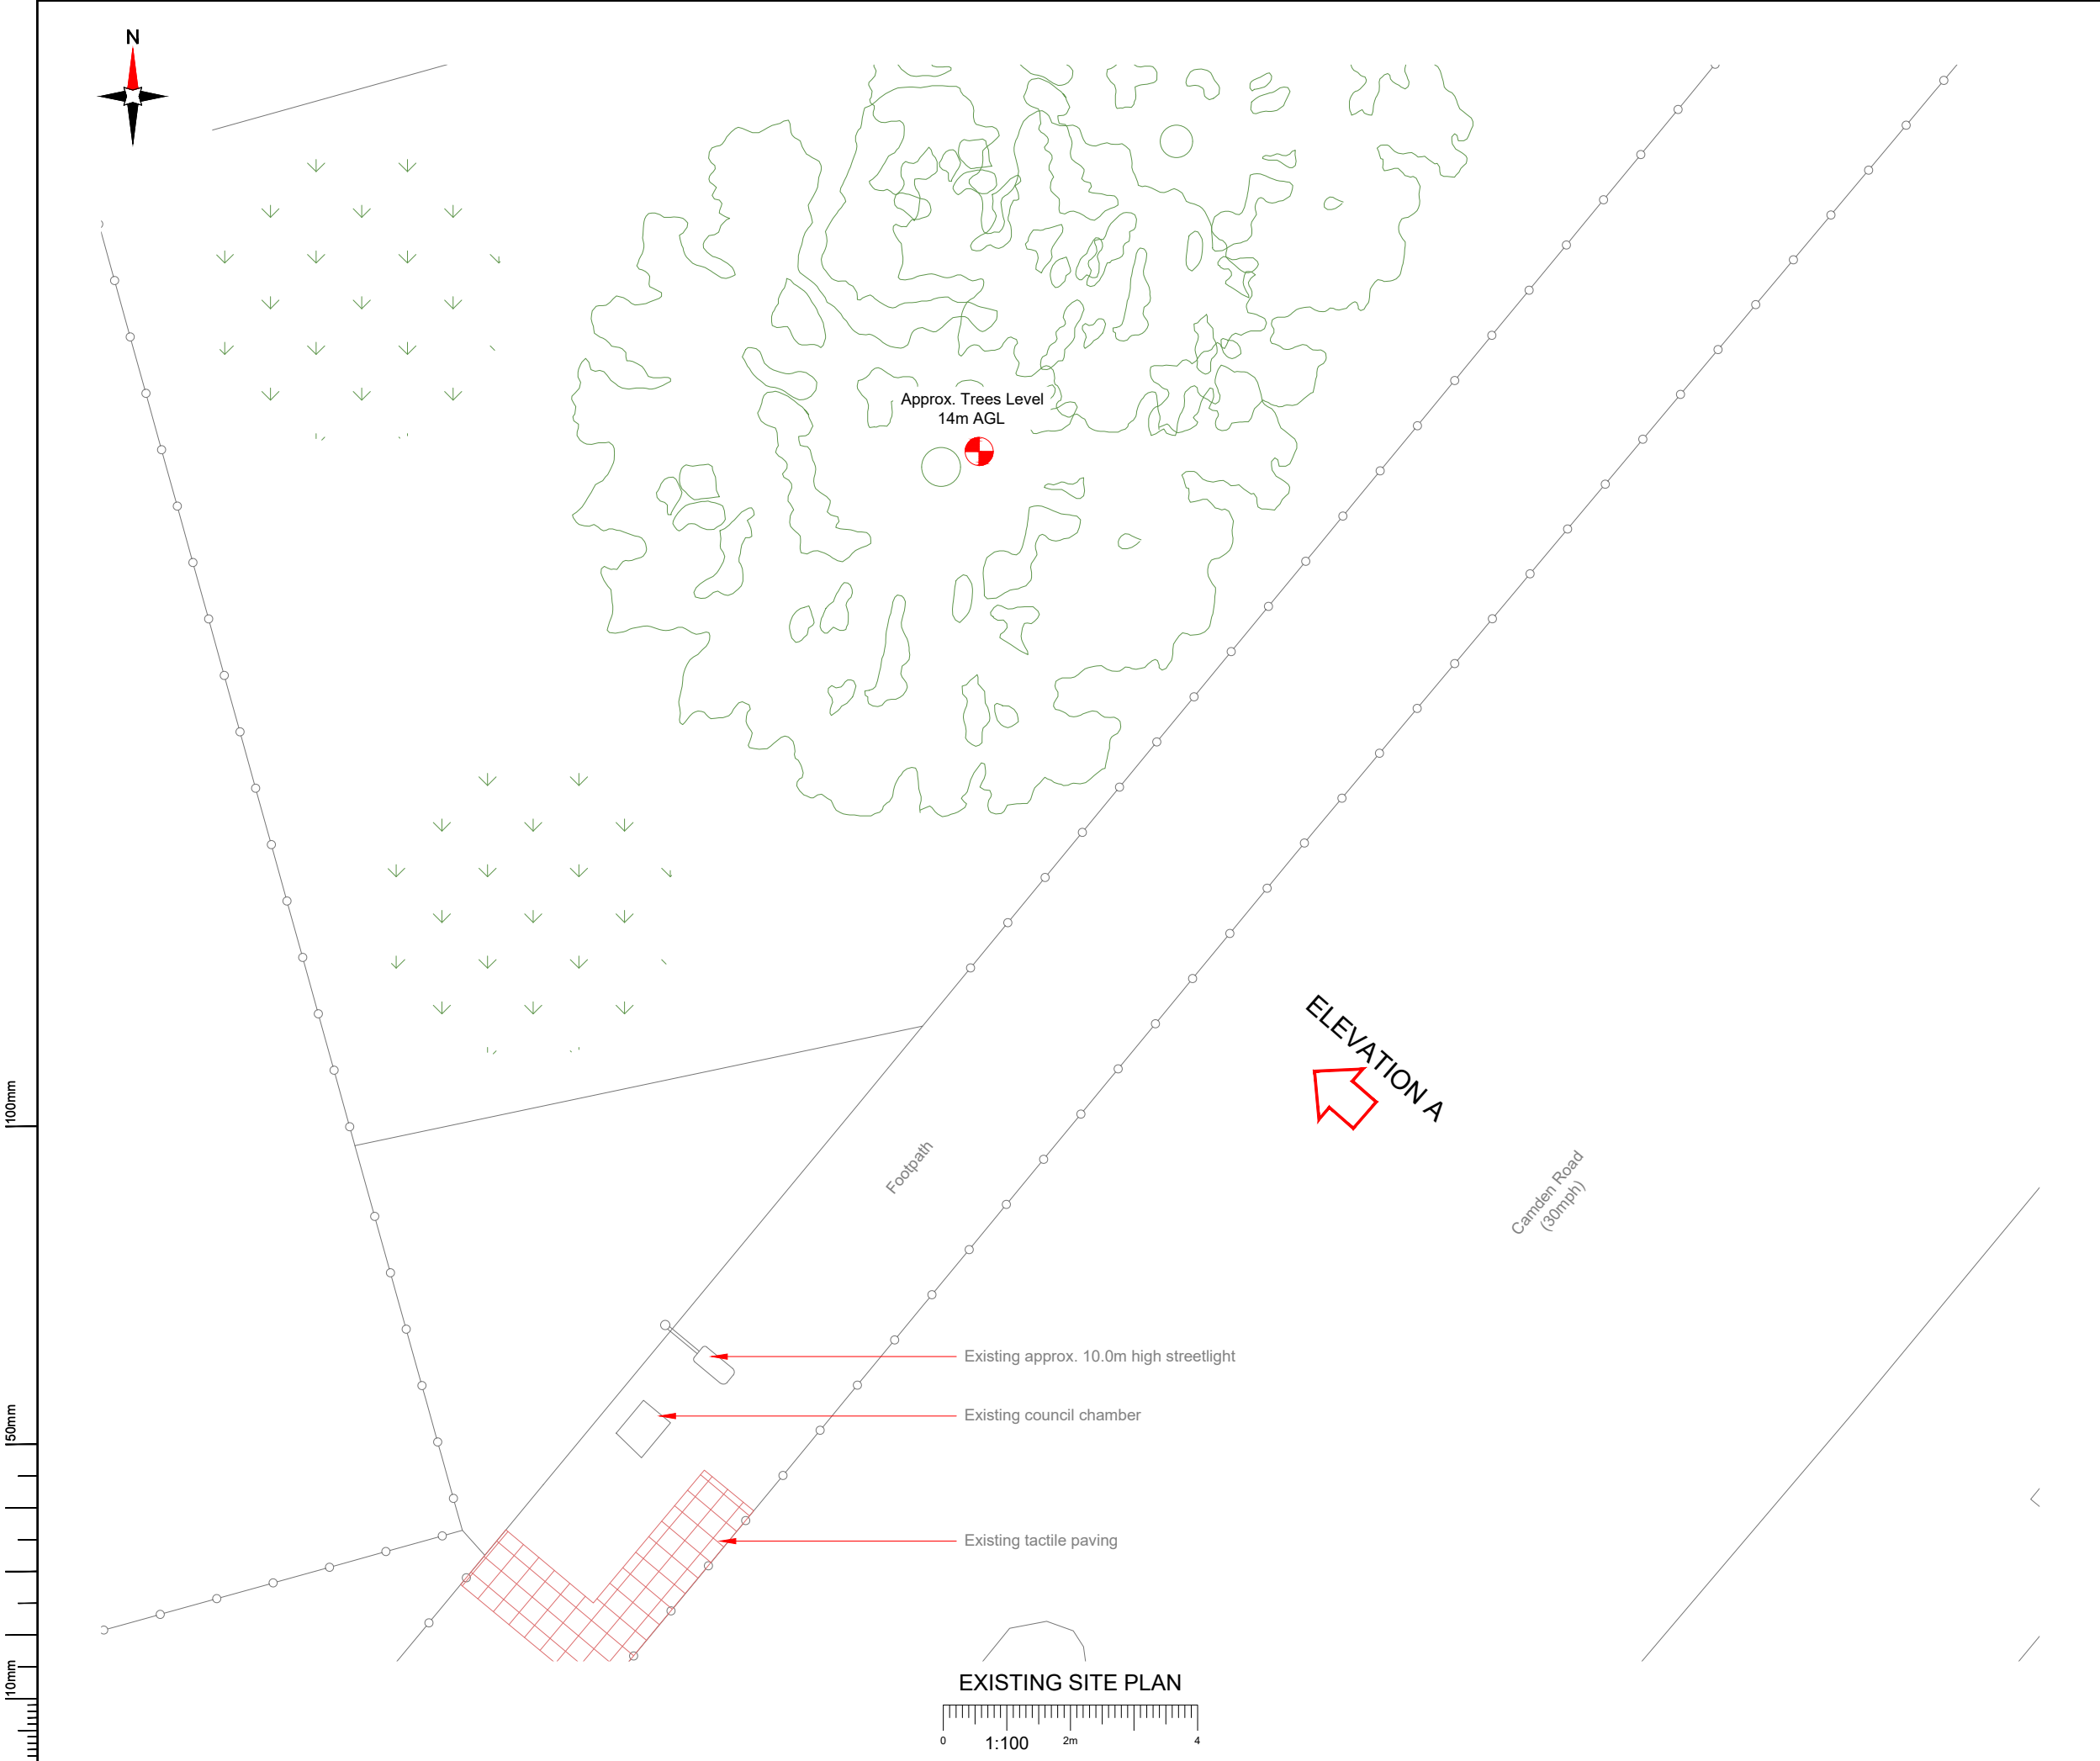 N
Approx. Trees Level
14m AGL
ELEVATION A
100mm
Footpath
Camden Road
(30mph)
Existing approx. 10.0m high streetlight
50mm
Existing council chamber
Existing tactile paving
10mm
EXISTING SITE PLAN
0 1:100 2m 4